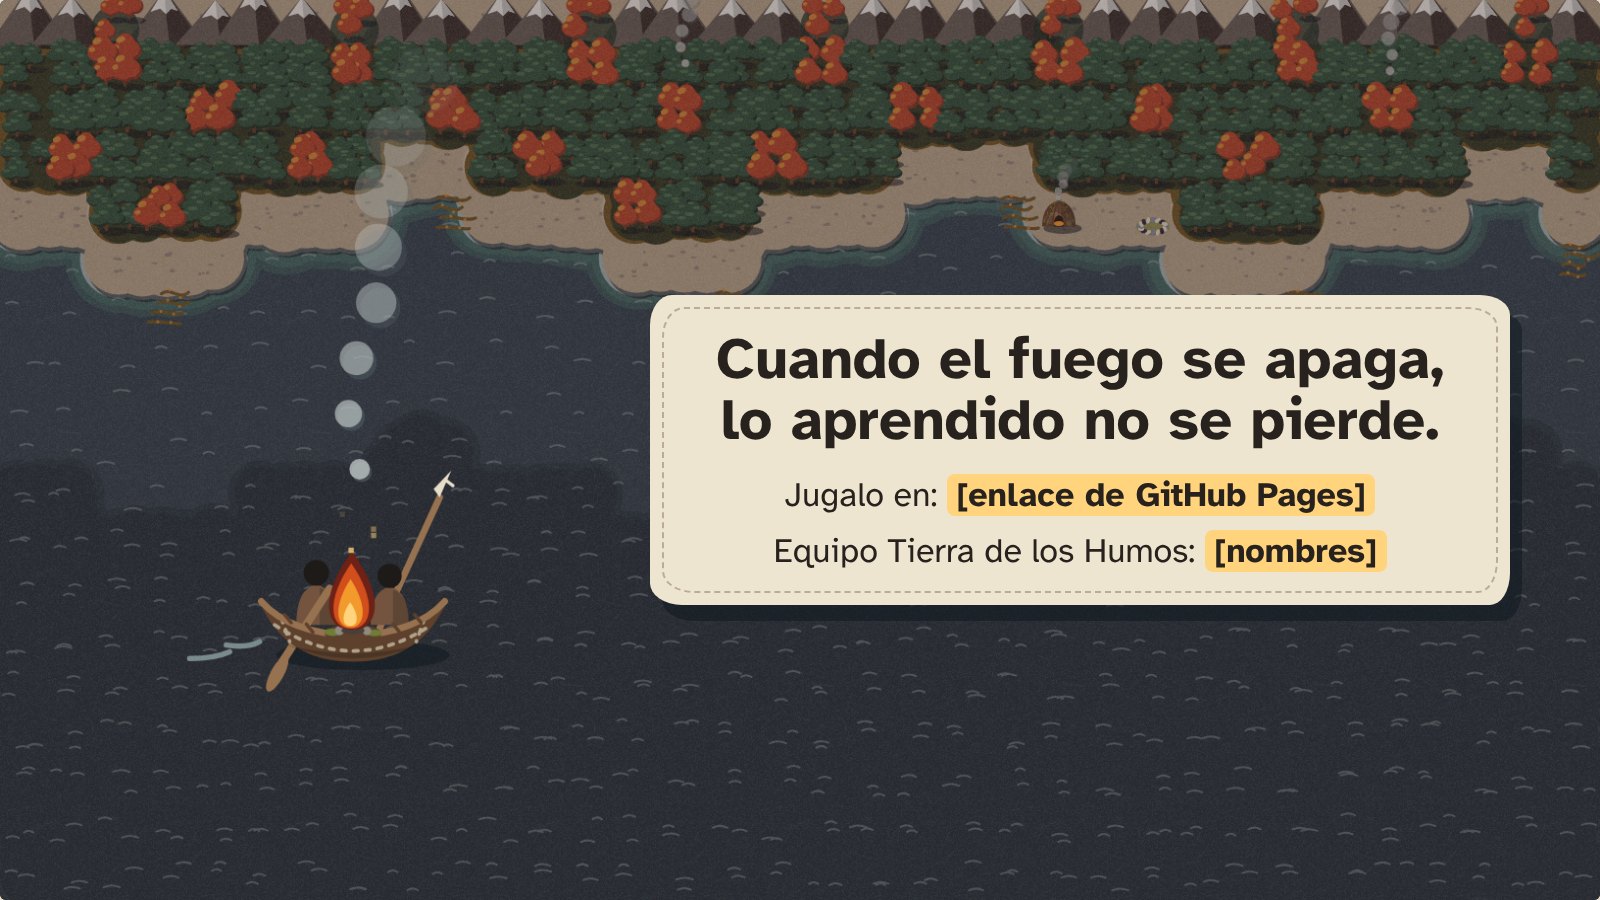 Cuando el fuego se apaga,
lo aprendido no se pierde.
Jugalo en: [enlace de GitHub Pages]
Equipo Tierra de los Humos: [nombres]